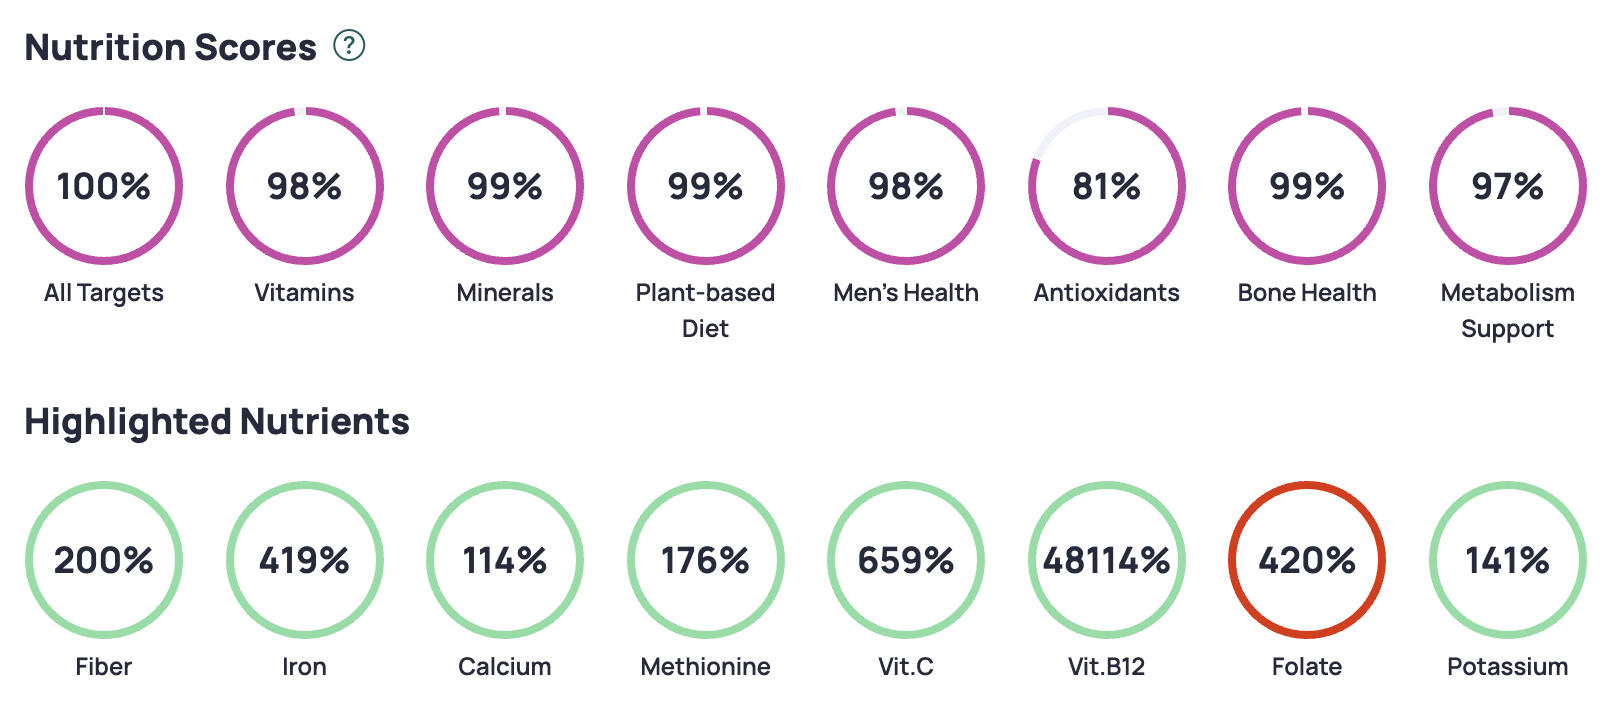 Nutrition Scores ?
100% 98% 99% 99% 98% 81% 99% 97%
All Targets Vitamins Minerals Plant-based Men's Health Antioxidants Bone Health Metabolism
Diet Support
Highlighted Nutrients
200% 419% 114% 176% 659% 48114% 420% 141%
Fiber Iron Calcium Methionine Vit.C Vit.B12 Folate Potassium